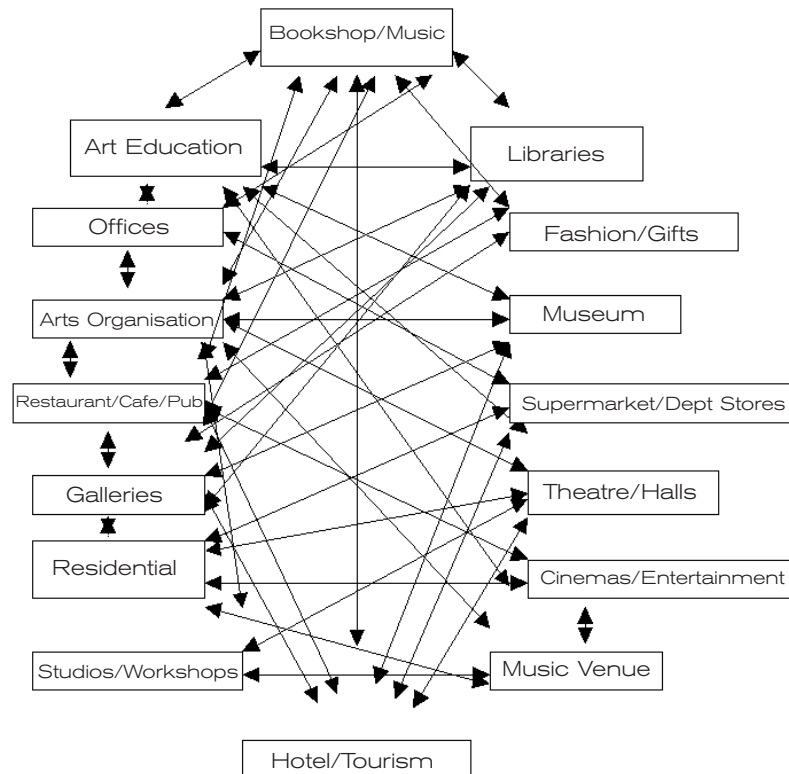 Bookshop/Music
Art Education
Libraries
Offices
Fashion/Gifts
Arts Organisation
Museum
Restaurant/Cafe/Pub
Supermarket/Dept Stores
Galleries
Theatre/Halls
Residential
Cinemas/Entertainment
Studios/Workshops
Music Venue
Hotel/Tourism